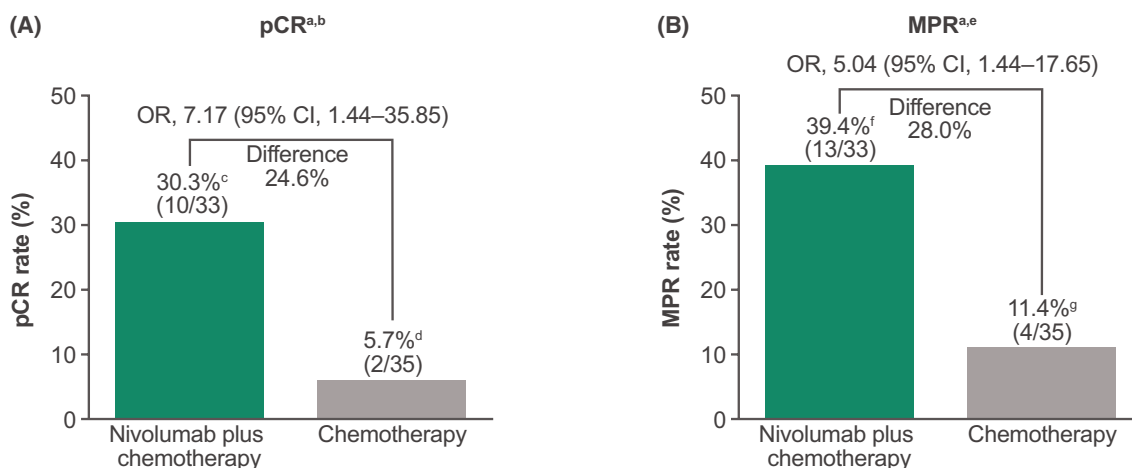 (A) pCRa,b
OR, 7.17 (95% CI, 1.44–35.85)
Difference
24.6%
30.3%c
(10/33)
5.7%d
(2/35)
pCR rate (%)
50
40
30
20
10
0
Nivolumab plus
chemotherapy
Chemotherapy
(B) MPRa,e
OR, 5.04 (95% CI, 1.44–17.65)
Difference
28.0%
39.4%f
(13/33)
11.4%g
(4/35)
MPR rate (%)
50
40
30
20
10
0
Nivolumab plus
chemotherapy
Chemotherapy